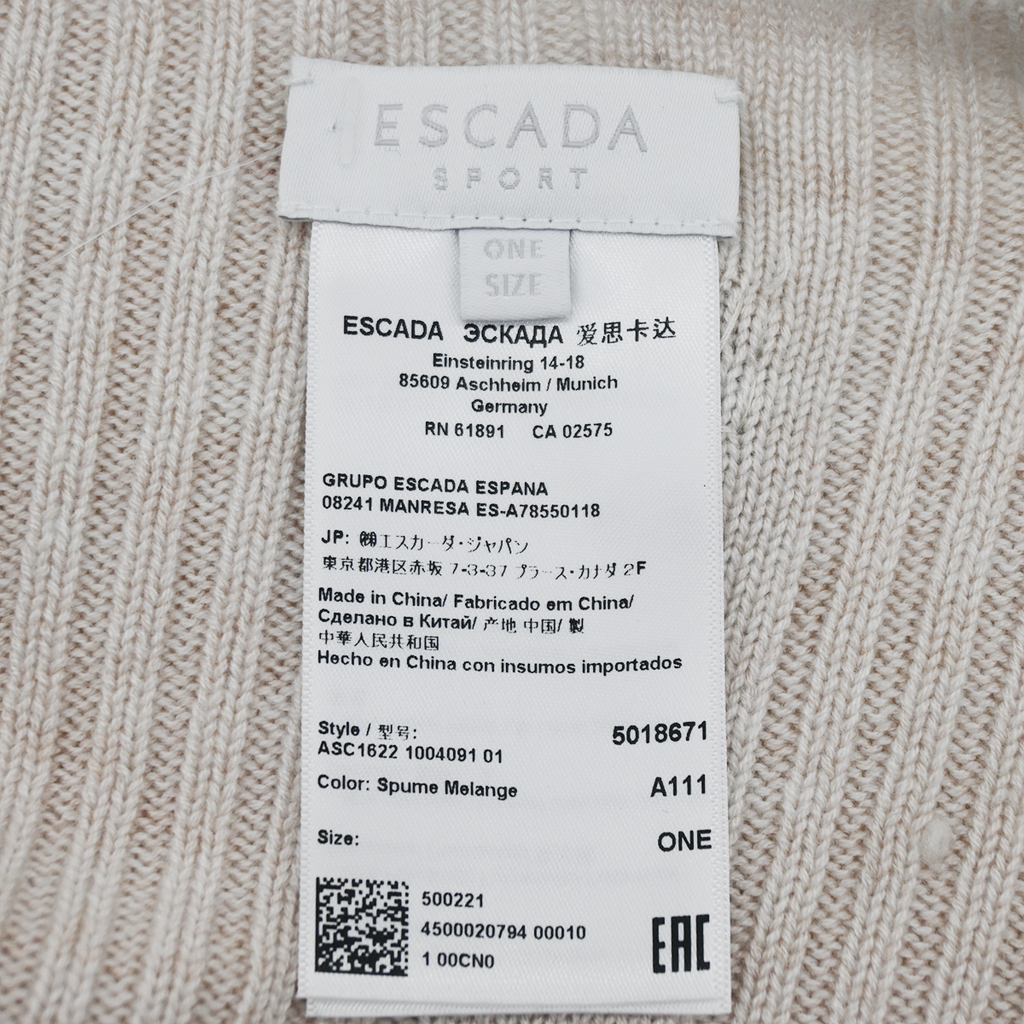 ESCADA
SPORT
ONE
SIZE
ESCADA ЭСКАДА 爱思卡达
Einsteinring 14-18
85609 Aschheim / Munich
Germany
RN 61891 CA 02575
GRUPO ESCADA ESPANA
08241 MANRESA ES-A78550118
JP: ㈱エスカーダ・ジャパン
東京都港区赤坂 7-3-37 プラース・カナダ 2F
Made in China/ Fabricado em China/
Сделано в Китай/ 产地 中国/ 製
中華人民共和国
Hecho en China con insumos importados
Style / 型号: 5018671
ASC1622 1004091 01
Color: Spume Melange A111
Size: ONE
500221
4500020794 00010
1 00CN0
EAC